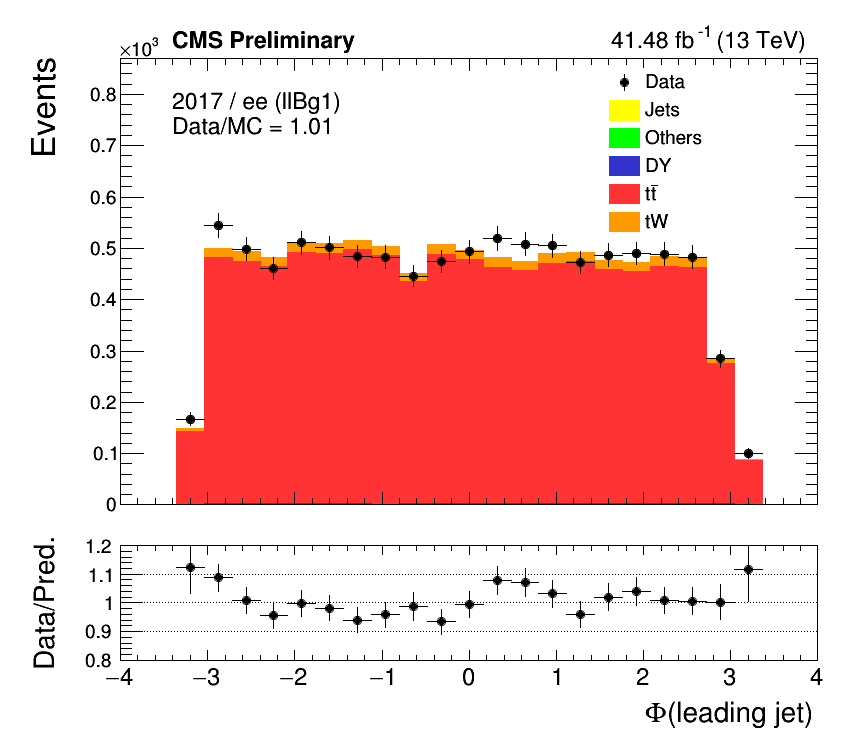 ×10³ CMS Preliminary 41.48 fb⁻¹ (13 TeV)
Events
2017 / ee (llBg1)
Data/MC = 1.01
Data
Jets
Others
DY
tt̄
tW
0.8
0.7
0.6
0.5
0.4
0.3
0.2
0.1
0
Data/Pred.
1.2
1.1
1
0.9
0.8
−4 −3 −2 −1 0 1 2 3 4
Φ(leading jet)